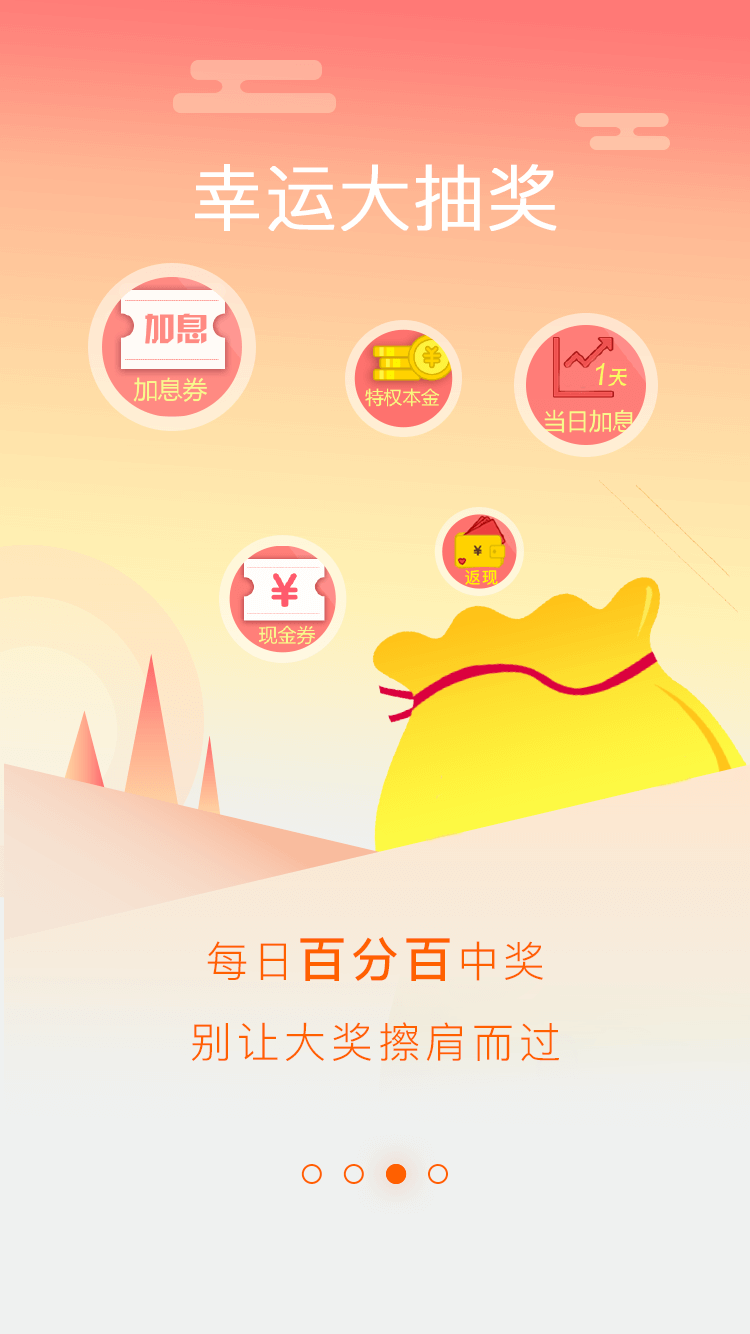 幸运大抽奖
加息
加息券
特权本金
1天
当日加息
¥
返现
¥
现金券
每日百分百中奖
别让大奖擦肩而过